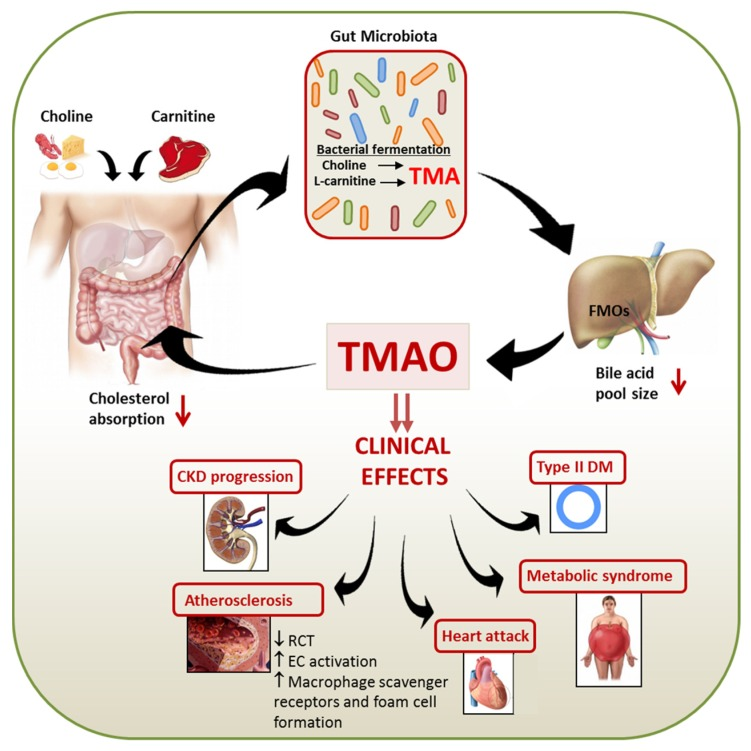 Gut Microbiota
Choline
Carnitine
Bacterial fermentation
Choline
L-carnitine
TMA
FMOs
Bile acid
pool size
TMAO
Cholesterol
absorption
CLINICAL
EFFECTS
CKD progression
Type II DM
Atherosclerosis
Metabolic syndrome
Heart attack
↓ RCT
↑ EC activation
↑ Macrophage scavenger
receptors and foam cell
formation